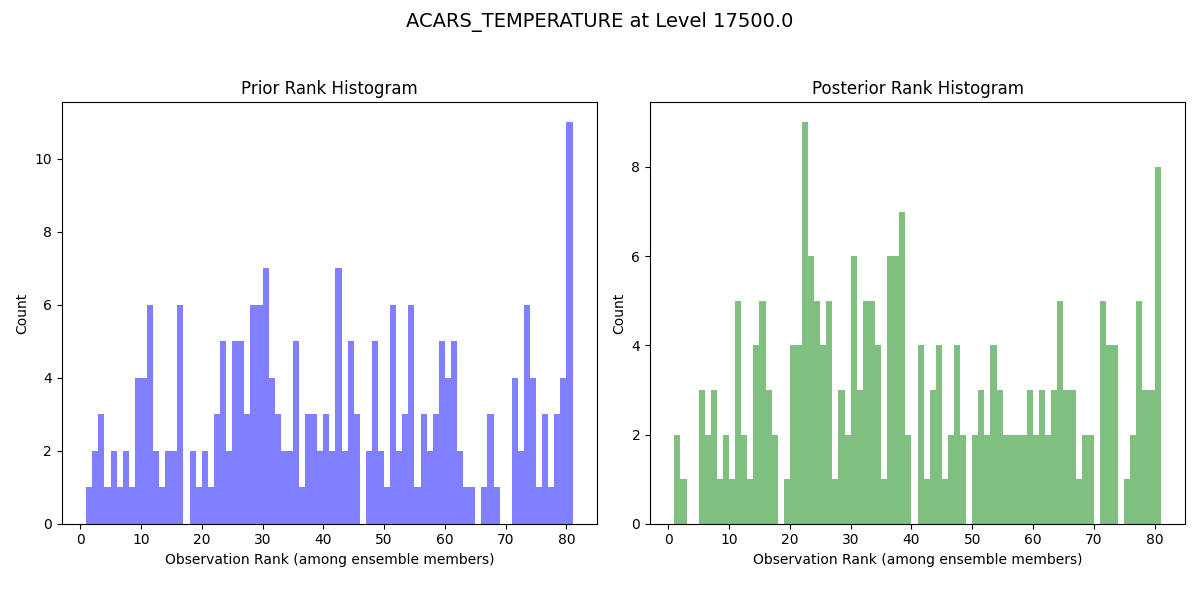 ACARS_TEMPERATURE at Level 17500.0
Prior Rank Histogram
Count
0
2
4
6
8
10
0 10 20 30 40 50 60 70 80
Observation Rank (among ensemble members)
Posterior Rank Histogram
Count
0
2
4
6
8
0 10 20 30 40 50 60 70 80
Observation Rank (among ensemble members)